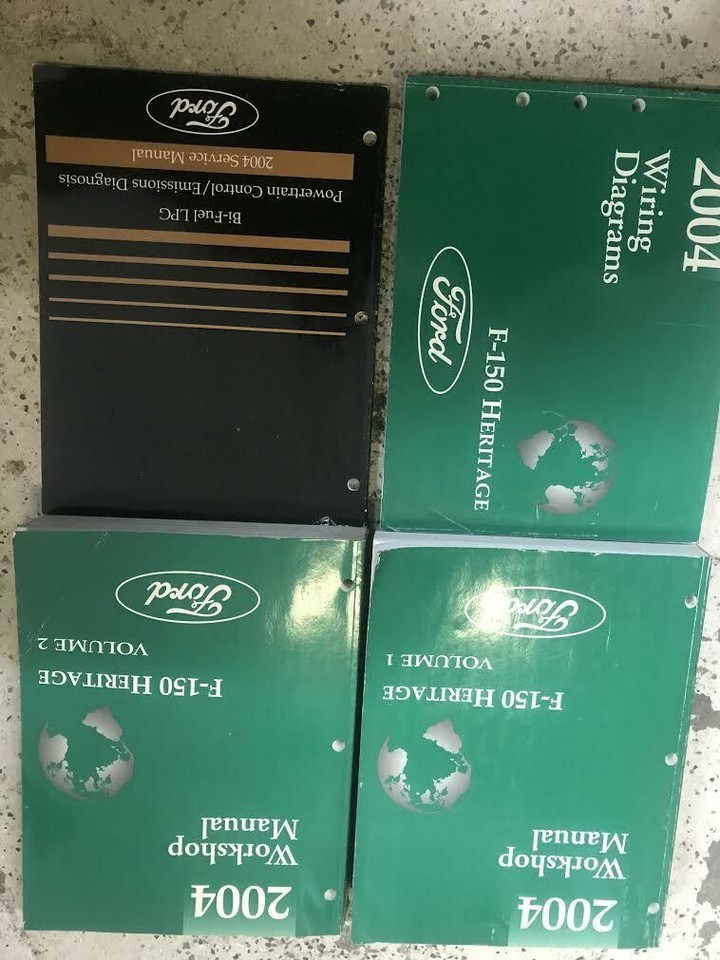 Ford
2004 Service Manual
Powertrain Control/Emissions Diagnosis
Bi-Fuel LPG
2004
Wiring
Diagrams
Ford
F-150 HERITAGE
Ford
VOLUME 2
F-150 HERITAGE
Workshop
Manual
2004
Ford
VOLUME 1
F-150 HERITAGE
Workshop
Manual
2004